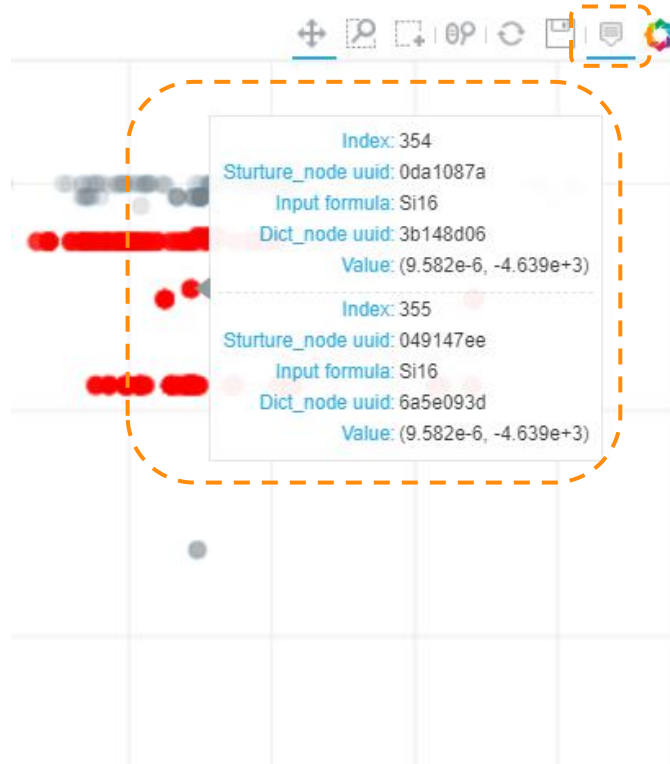 Index: 354
Sturture_node uuid: 0da1087a
Input formula: Si16
Dict_node uuid: 3b148d06
Value: (9.582e-6, -4.639e+3)
Index: 355
Sturture_node uuid: 049147ee
Input formula: Si16
Dict_node uuid: 6a5e093d
Value: (9.582e-6, -4.639e+3)